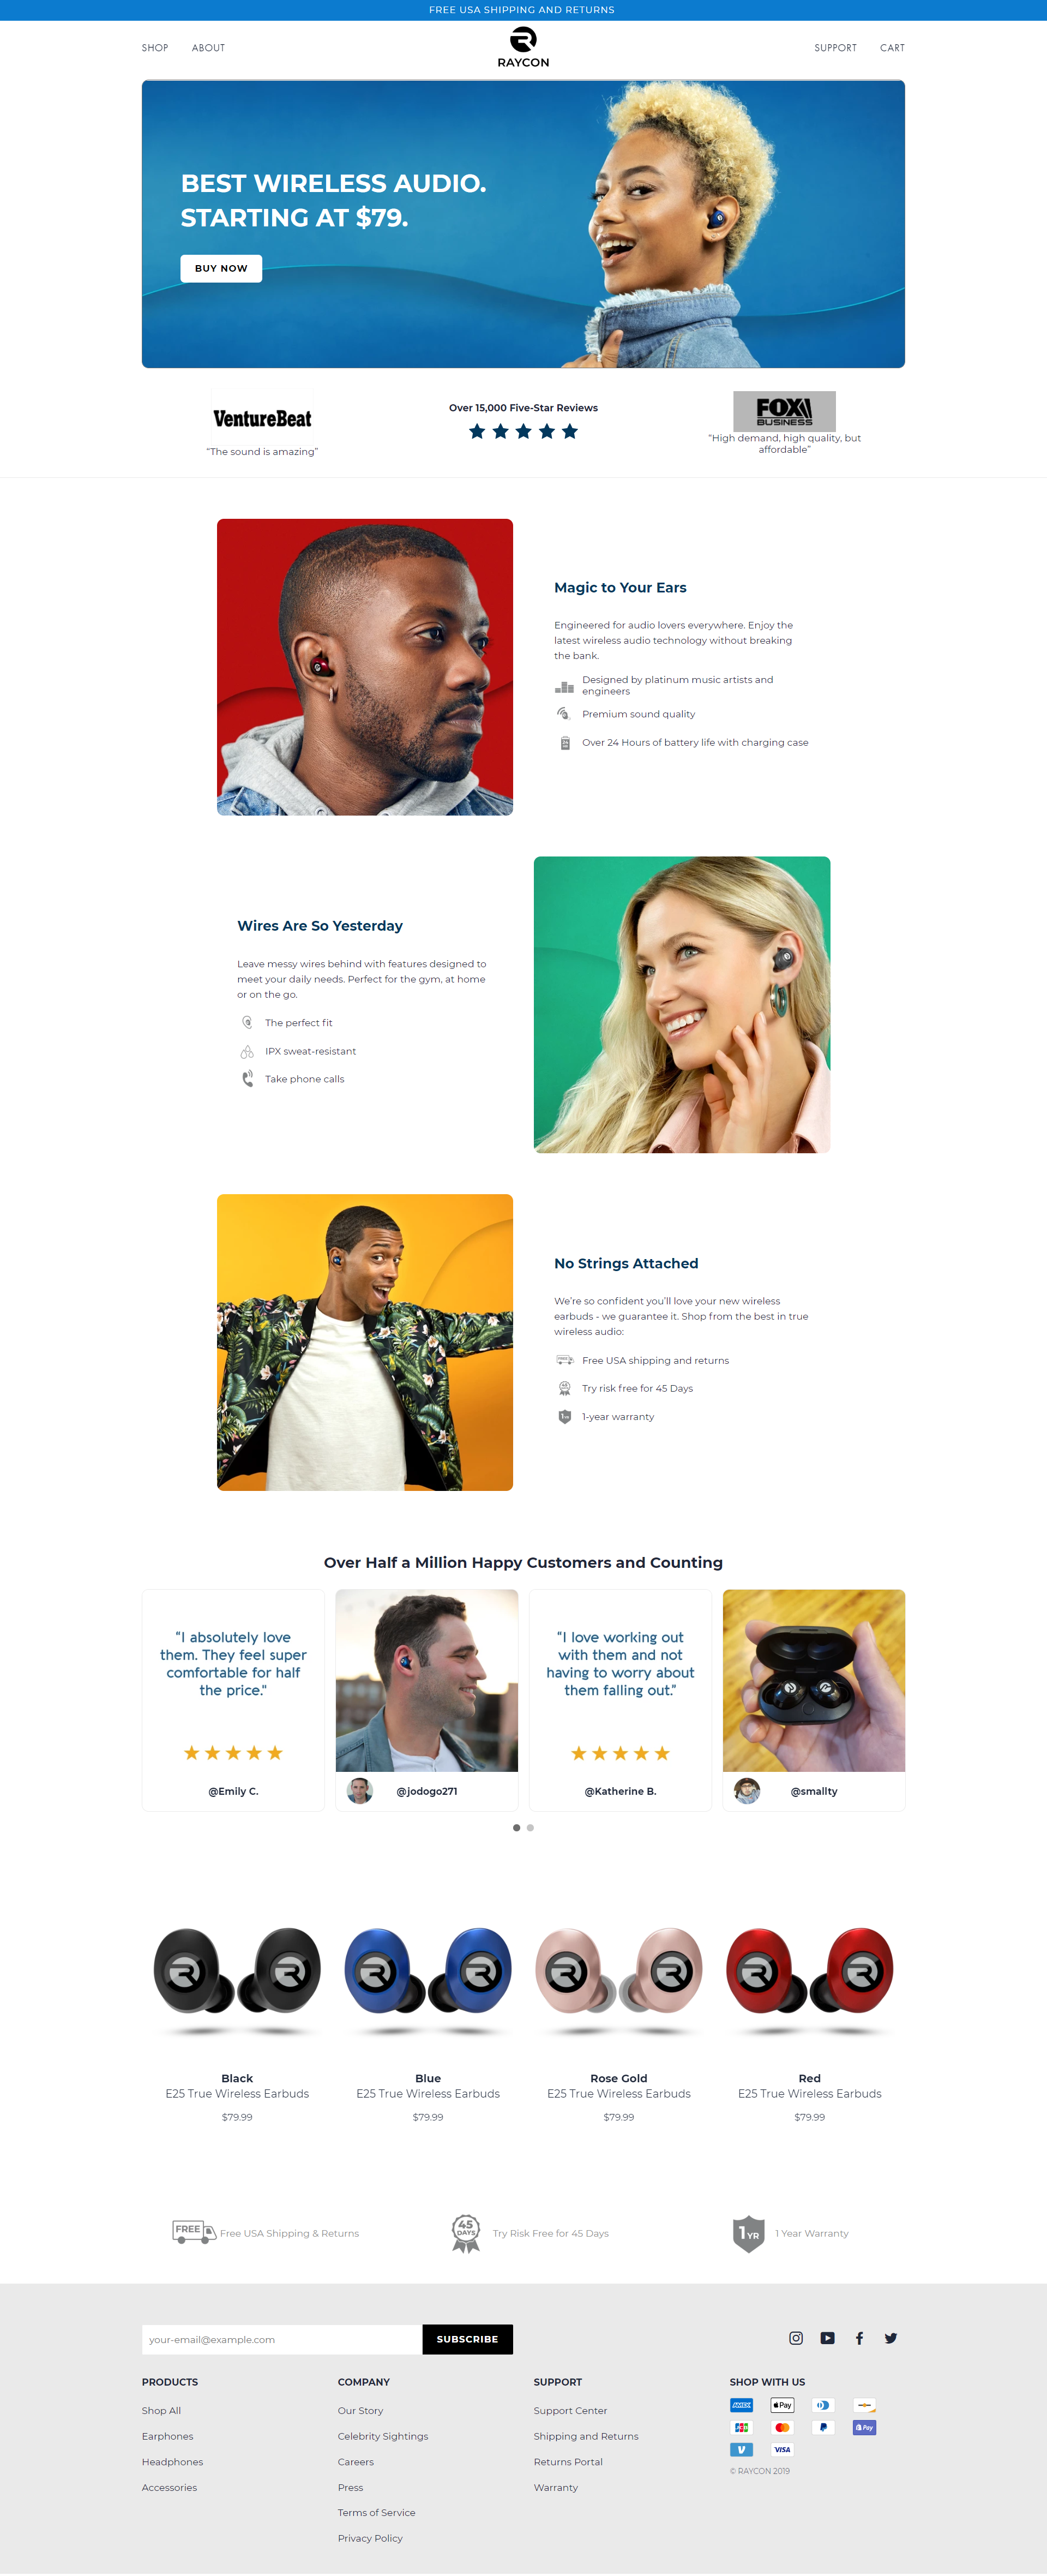 FREE USA SHIPPING AND RETURNS
SHOP
ABOUT
RAYCON
SUPPORT
CART
BEST WIRELESS AUDIO.
STARTING AT $79.
BUY NOW
VentureBeat
“The sound is amazing”
Over 15,000 Five-Star Reviews
FOX
BUSINESS
“High demand, high quality, but
affordable”
Magic to Your Ears
Engineered for audio lovers everywhere. Enjoy the
latest wireless audio technology without breaking
the bank.
Designed by platinum music artists and
engineers
Premium sound quality
Over 24 Hours of battery life with charging case
Wires Are So Yesterday
Leave messy wires behind with features designed to
meet your daily needs. Perfect for the gym, at home
or on the go.
The perfect fit
IPX sweat-resistant
Take phone calls
No Strings Attached
We’re so confident you’ll love your new wireless
earbuds - we guarantee it. Shop from the best in true
wireless audio:
Free USA shipping and returns
Try risk free for 45 Days
1-year warranty
Over Half a Million Happy Customers and Counting
“I absolutely love
them. They feel super
comfortable for half
the price."
@Emily C.
@jodogo271
“I love working out
with them and not
having to worry about
them falling out.”
@Katherine B.
@smallty
Black
E25 True Wireless Earbuds
$79.99
Blue
E25 True Wireless Earbuds
$79.99
Rose Gold
E25 True Wireless Earbuds
$79.99
Red
E25 True Wireless Earbuds
$79.99
FREE
Free USA Shipping & Returns
45
DAYS
Try Risk Free for 45 Days
1 YR
1 Year Warranty
your-email@example.com
SUBSCRIBE
PRODUCTS
Shop All
Earphones
Headphones
Accessories
COMPANY
Our Story
Celebrity Sightings
Careers
Press
Terms of Service
Privacy Policy
SUPPORT
Support Center
Shipping and Returns
Returns Portal
Warranty
SHOP WITH US
AMEX
Pay
JCB
Pay
VISA
© RAYCON 2019